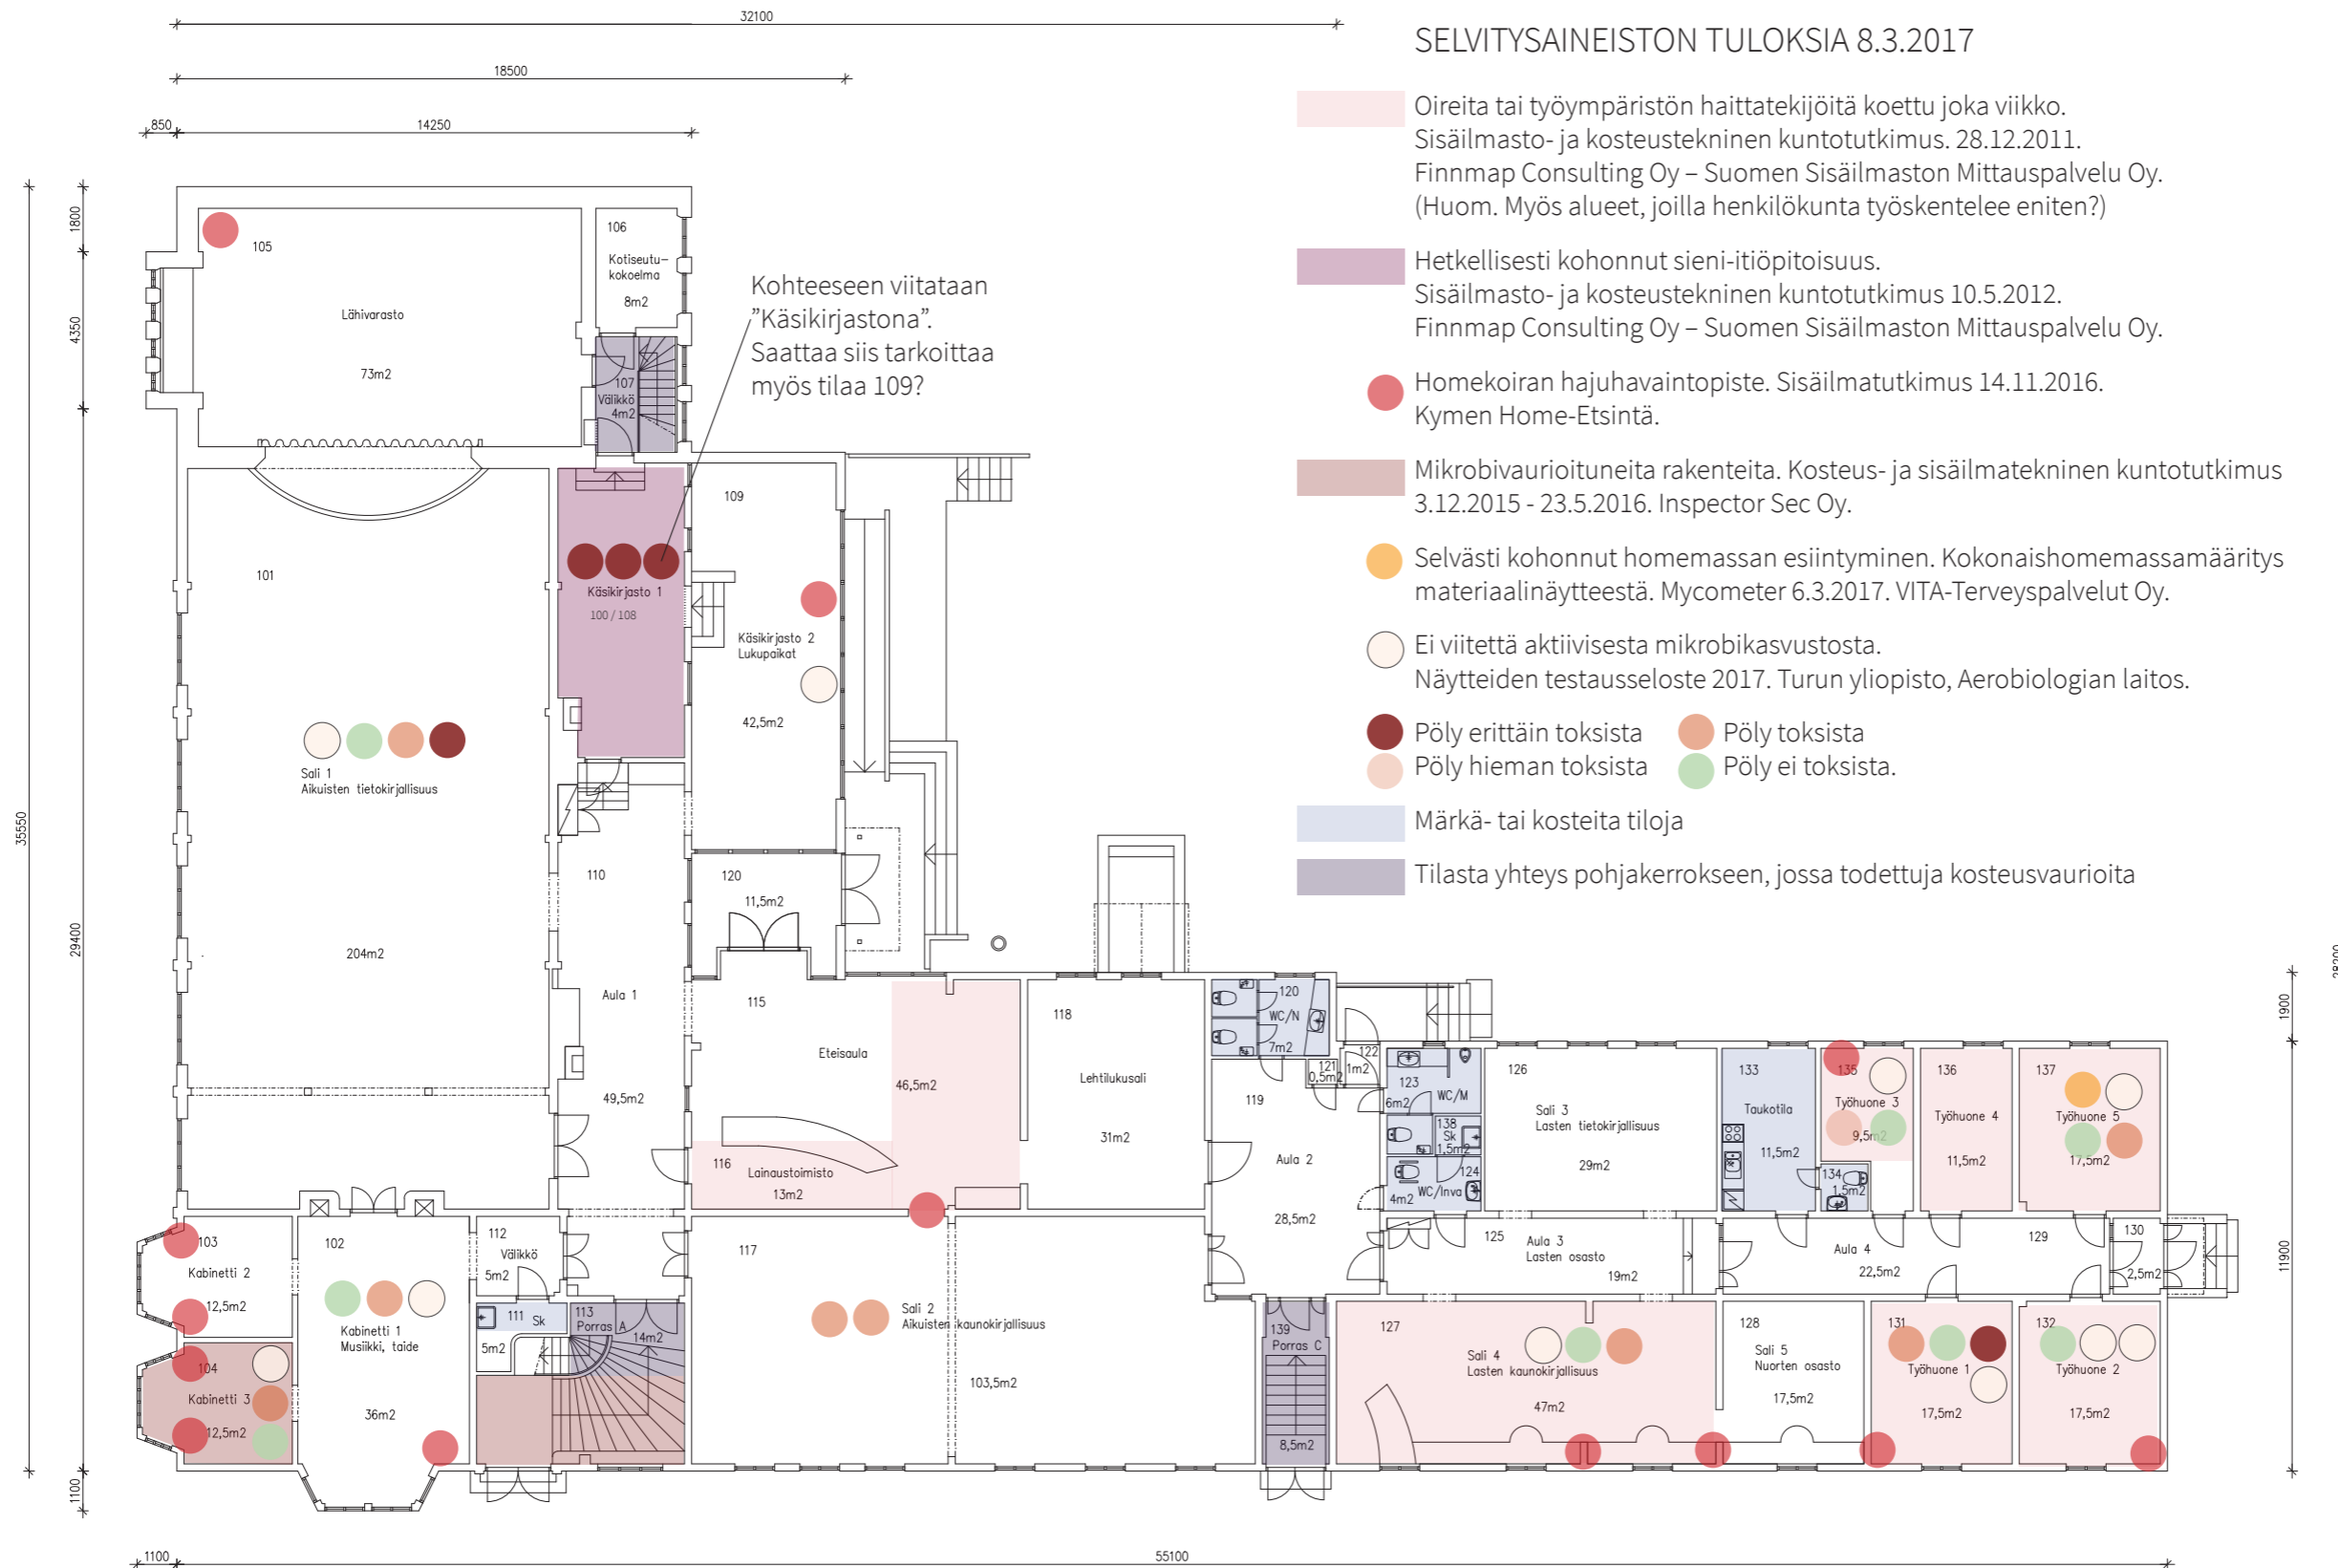 32100
18500
850
14250
SELVITYSAINEISTON TULOKSIA 8.3.2017
Oireita tai työympäristön haittatekijöitä koettu joka viikko.
Sisäilmasto- ja kosteustekninen kuntotutkimus. 28.12.2011.
Finnmap Consulting Oy – Suomen Sisäilmaston Mittauspalvelu Oy.
(Huom. Myös alueet, joilla henkilökunta työskentelee eniten?)
Hetkellisesti kohonnut sieni-itiöpitoisuus.
Sisäilmasto- ja kosteustekninen kuntotutkimus 10.5.2012.
Finnmap Consulting Oy – Suomen Sisäilmaston Mittauspalvelu Oy.
Homekoiran hajuhavaintopiste. Sisäilmatutkimus 14.11.2016.
Kymen Home-Etsintä.
Mikrobivaurioituneita rakenteita. Kosteus- ja sisäilmatekninen kuntotutkimus
3.12.2015 - 23.5.2016. Inspector Sec Oy.
Selvästi kohonnut homemassan esiintyminen. Kokonaishomemassamääritys
materiaalinäytteestä. Mycometer 6.3.2017. VITA-Terveyspalvelut Oy.
Ei viitettä aktiivisesta mikrobikasvustosta.
Näytteiden testausseloste 2017. Turun yliopisto, Aerobiologian laitos.
Pöly erittäin toksista
Pöly toksista
Pöly hieman toksista
Pöly ei toksista.
Märkä- tai kosteita tiloja
Tilasta yhteys pohjakerrokseen, jossa todettuja kosteusvaurioita
Kohteeseen viitataan
”Käsikirjastona”.
Saattaa siis tarkoittaa
myös tilaa 109?
1800
4350
35550
29400
1100
1100
55100
28200
1900
11900
105
Lähivarasto
73m2
106
Kotiseutu-
kokoelma
8m2
107
Välikkö
4m2
101
Sali 1
Aikuisten tietokirjallisuus
204m2
Käsikirjasto 1
100 / 108
109
Käsikirjasto 2
Lukupaikat
42,5m2
110
Aula 1
49,5m2
120
11,5m2
115
Eteisaula
46,5m2
116
Lainaustoimisto
13m2
118
Lehtilukusali
31m2
120
WC/N
7m2
121
0,5m2
122
1m2
119
Aula 2
28,5m2
123
WC/M
6m2
138
Sk
1,5m2
124
WC/Inva
4m2
126
Sali 3
Lasten tietokirjallisuus
29m2
133
Taukotila
11,5m2
135
Työhuone 3
9,5m2
134
1,5m2
136
Työhuone 4
11,5m2
137
Työhuone 5
17,5m2
103
Kabinetti 2
12,5m2
104
Kabinetti 3
12,5m2
102
Kabinetti 1
Musiikki, taide
36m2
112
Välikkö
5m2
111
Sk
5m2
113
Porras A
14m2
117
Sali 2
Aikuisten kaunokirjallisuus
103,5m2
139
Porras C
8,5m2
125
Aula 3
Lasten osasto
19m2
Aula 4
129
22,5m2
130
2,5m2
127
Sali 4
Lasten kaunokirjallisuus
47m2
128
Sali 5
Nuorten osasto
17,5m2
131
Työhuone 1
17,5m2
132
Työhuone 2
17,5m2